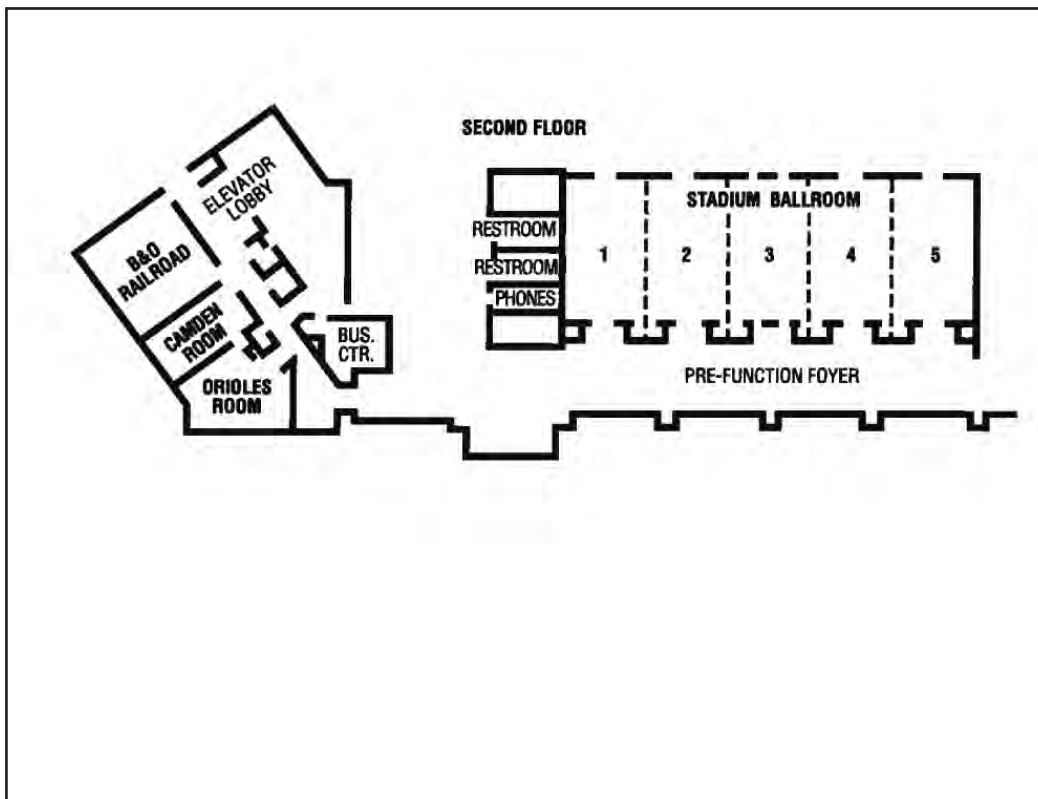 SECOND FLOOR
ELEVATOR
LOBBY
B&O
RAILROAD
CAMDEN
ROOM
ORIOLES
ROOM
BUS.
CTR.
RESTROOM
RESTROOM
PHONES
STADIUM BALLROOM
1 2 3 4 5
PRE-FUNCTION FOYER